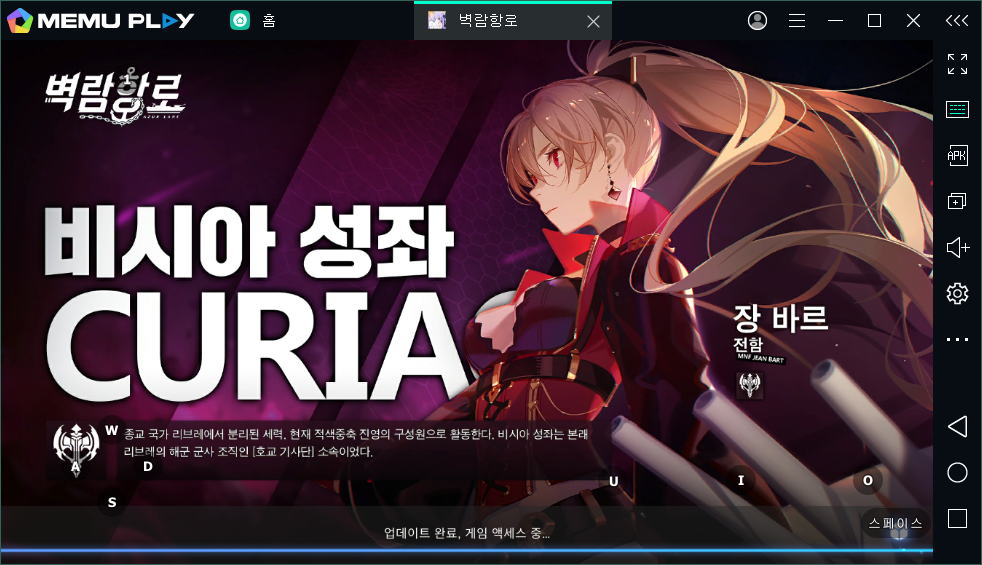 MEMU PLAY
홈
벽람항로
APK
벽람항로
AZUR LANE
비시아 성좌
CURIA
장 바르
전함
MNF JEAN BART
종교 국가 리브레에서 분리된 세력. 현재 적색중축 진영의 구성원으로 활동한다. 비시아 성좌는 본래
리브레의 해군 군사 조직인 [호교 기사단] 소속이었다.
W
A
D
S
U
I
O
스페이스
업데이트 완료, 게임 액세스 중...